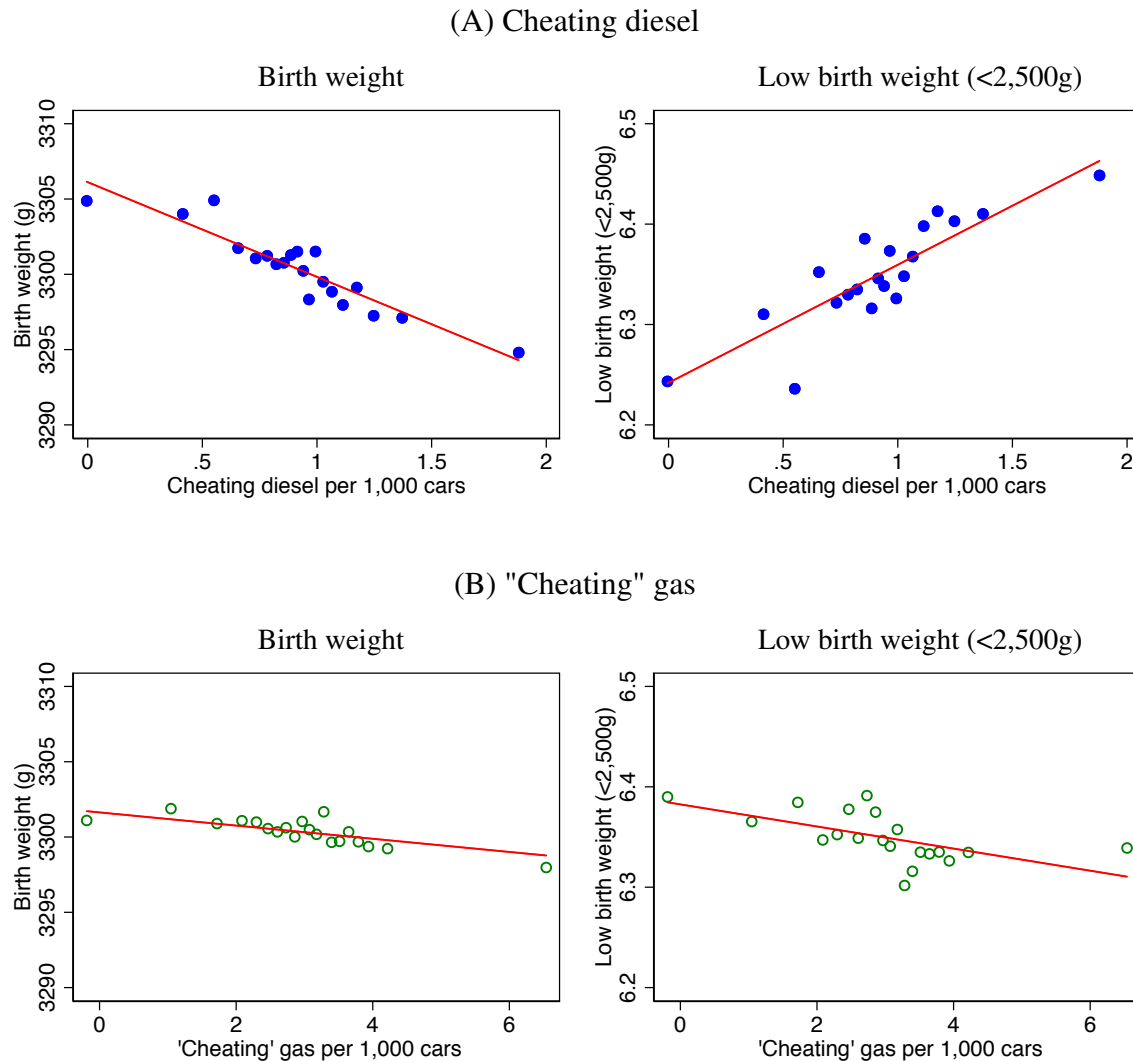 (A) Cheating diesel
Birth weight
Birth weight (g)
3310
3305
3300
3295
3290
0
.5
1
1.5
2
Cheating diesel per 1,000 cars
Low birth weight (<2,500g)
Low birth weight (<2,500g)
6.5
6.4
6.3
6.2
0
.5
1
1.5
2
Cheating diesel per 1,000 cars
(B) "Cheating" gas
Birth weight
Birth weight (g)
3310
3305
3300
3295
3290
0
2
4
6
'Cheating' gas per 1,000 cars
Low birth weight (<2,500g)
Low birth weight (<2,500g)
6.5
6.4
6.3
6.2
0
2
4
6
'Cheating' gas per 1,000 cars